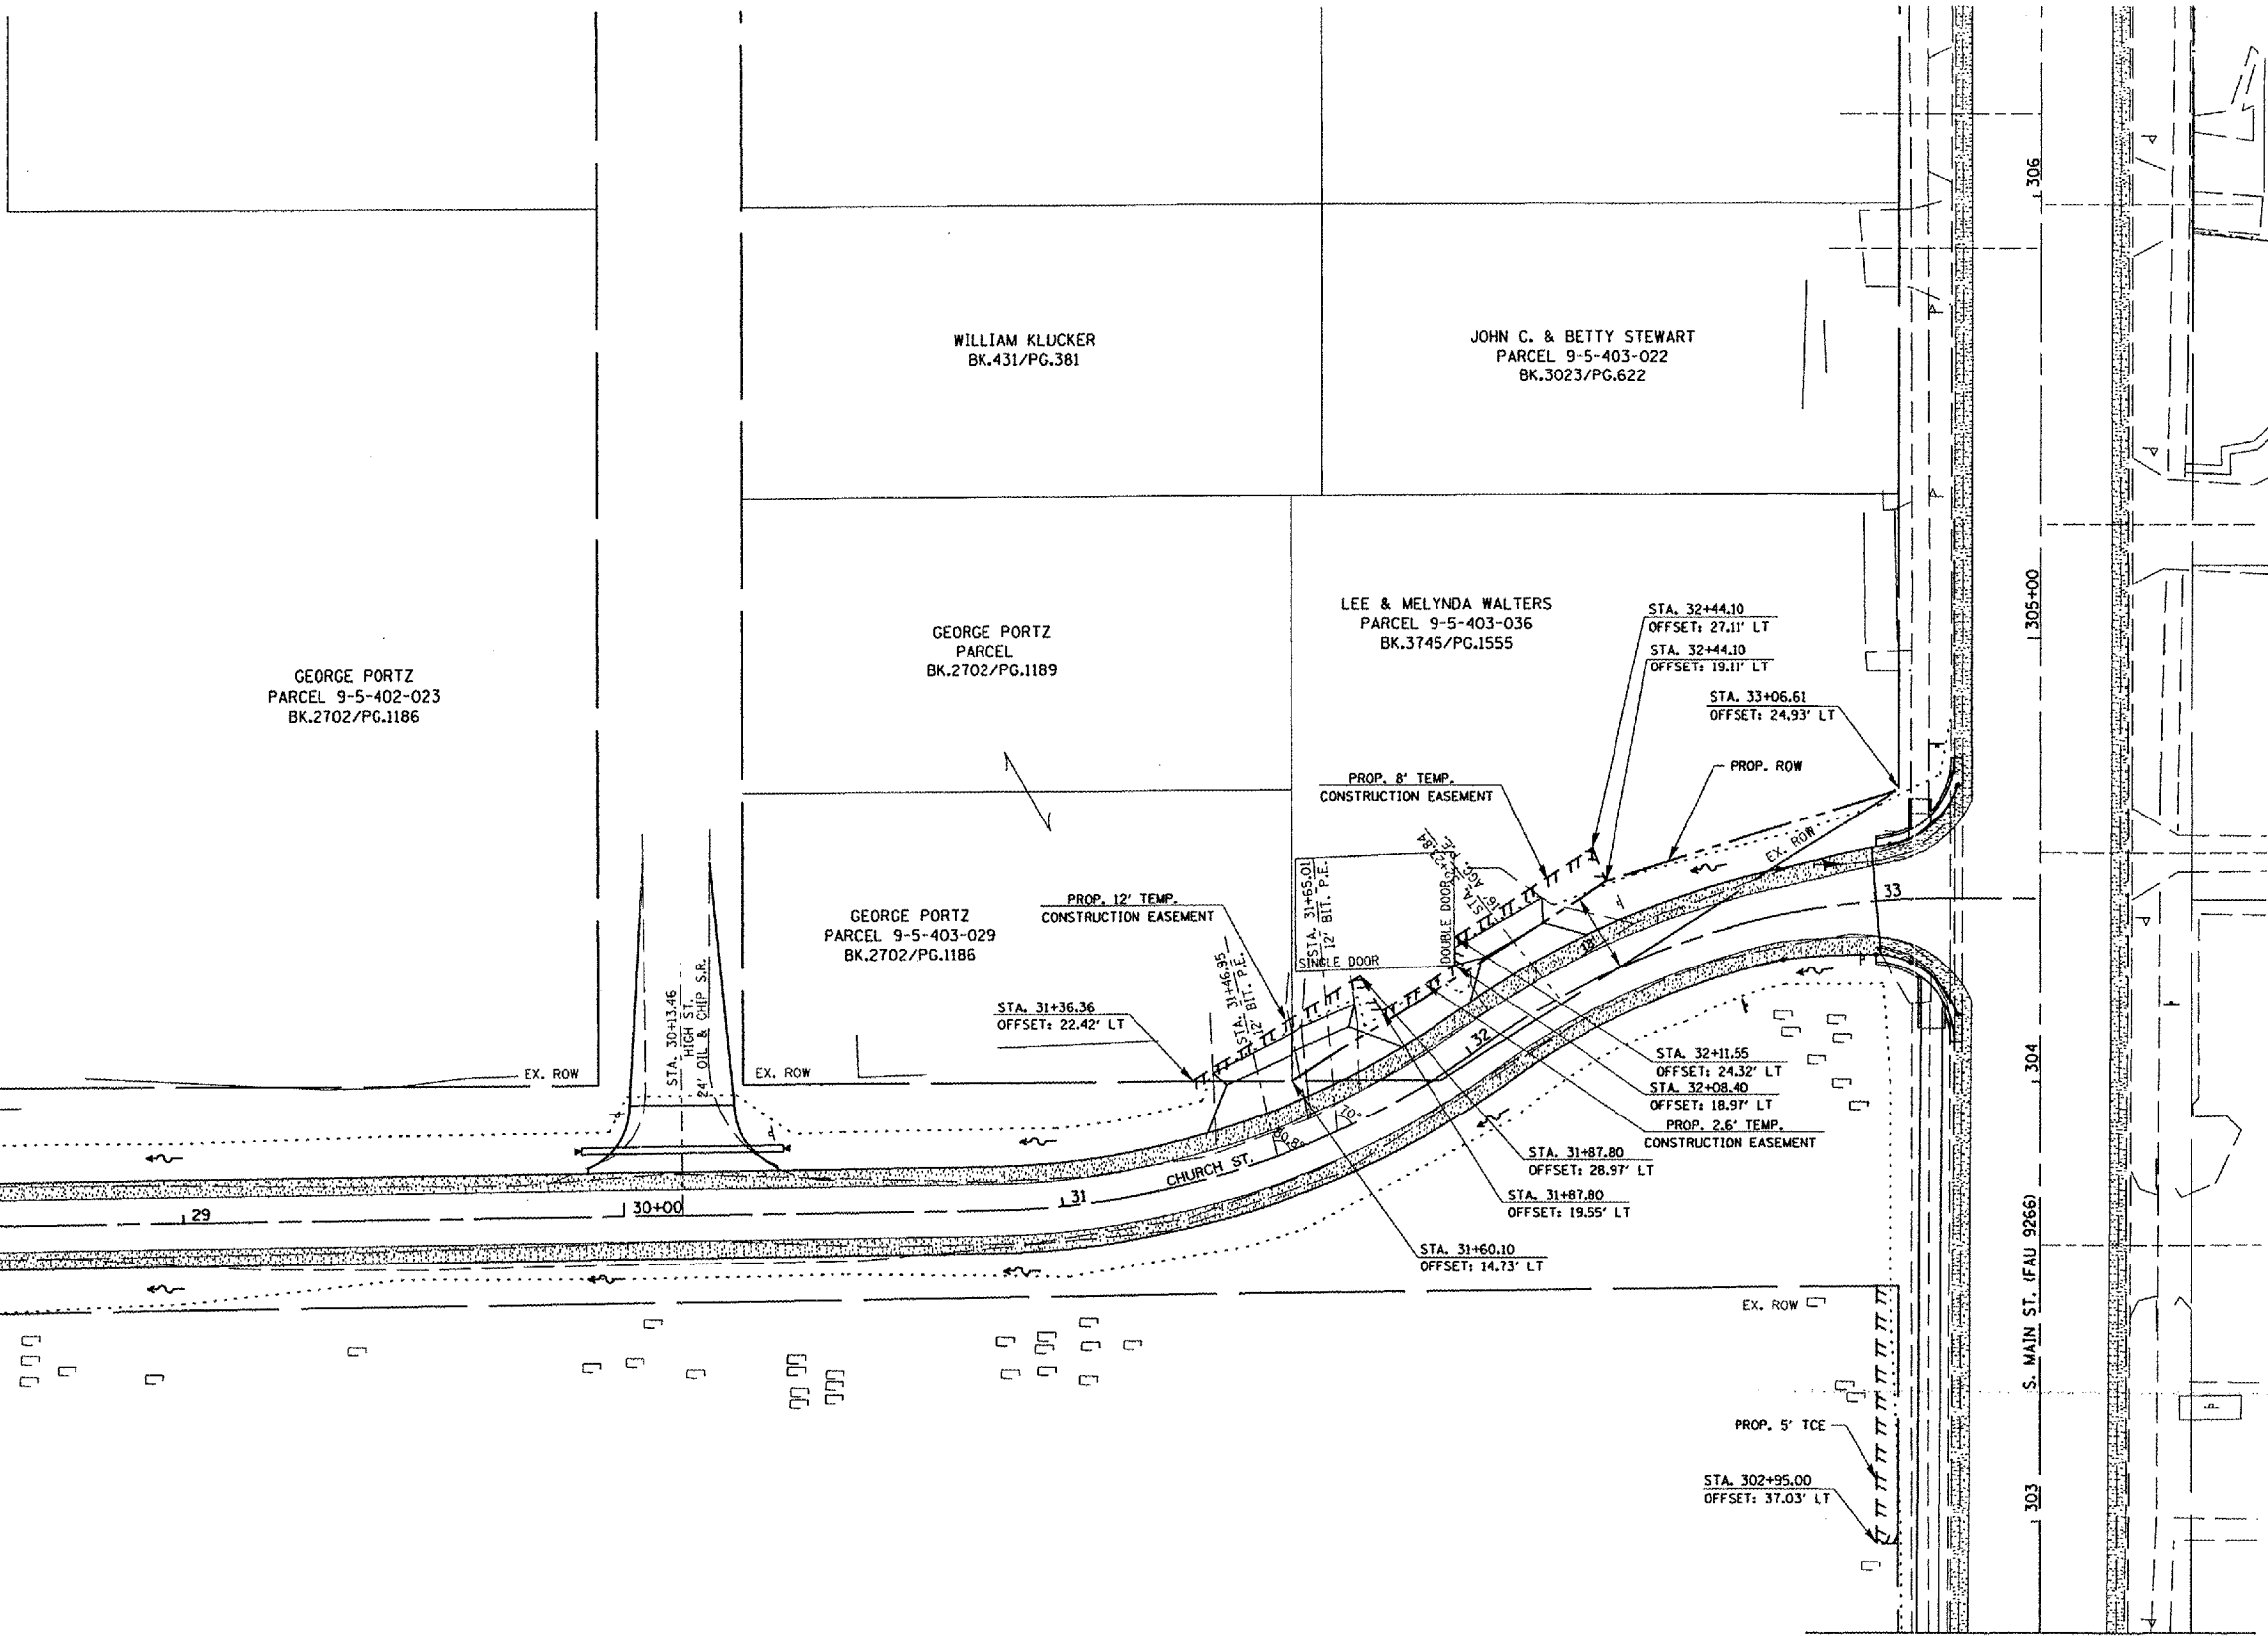 306
WILLIAM KLUCKER
BK.431/PG.381
JOHN C. & BETTY STEWART
PARCEL 9-5-403-022
BK.3023/PG.622
305+00
LEE & MELYNDA WALTERS
PARCEL 9-5-403-036
BK.3745/PG.1555
GEORGE PORTZ
PARCEL
BK.2702/PG.1189
GEORGE PORTZ
PARCEL 9-5-402-023
BK.2702/PG.1186
STA. 32+44.10
OFFSET: 27.11' LT
STA. 32+44.10
OFFSET: 19.11' LT
STA. 33+06.61
OFFSET: 24.93' LT
PROP. ROW
PROP. 8' TEMP.
CONSTRUCTION EASEMENT
EX. ROW
33
PROP. 12' TEMP.
CONSTRUCTION EASEMENT
GEORGE PORTZ
PARCEL 9-5-403-029
BK.2702/PG.1186
STA. 31+65.01
12' BIT. P.E.
DOUBLE DOOR
SINGLE DOOR
STA. 31+46.95
12' BIT. P.E.
STA. 31+36.36
OFFSET: 22.42' LT
STA. 30+13.46
HIGH ST.
24' OIL & CHIP S.R.
EX. ROW
EX. ROW
32
304
STA. 32+11.55
OFFSET: 24.32' LT
STA. 32+08.40
OFFSET: 18.97' LT
PROP. 2.6' TEMP.
CONSTRUCTION EASEMENT
70°
CHURCH ST.
STA. 31+87.80
OFFSET: 28.97' LT
STA. 31+87.80
OFFSET: 19.55' LT
STA. 31+60.10
OFFSET: 14.73' LT
29
30+00
31
EX. ROW
S. MAIN ST. (FAU 9266)
PROP. 5' TCE
STA. 302+95.00
OFFSET: 37.03' LT
303